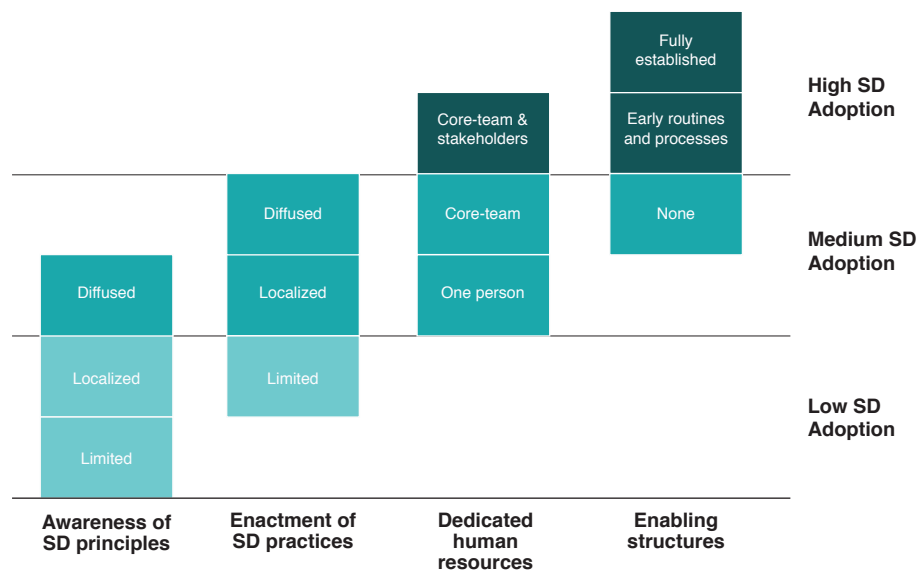 Fully
established
High SD
Adoption
Core-team &
stakeholders
Early routines
and processes
Diffused
Core-team
None
Medium SD
Adoption
Diffused
Localized
One person
Localized
Limited
Low SD
Adoption
Limited
Awareness of
SD principles
Enactment of
SD practices
Dedicated
human
resources
Enabling
structures